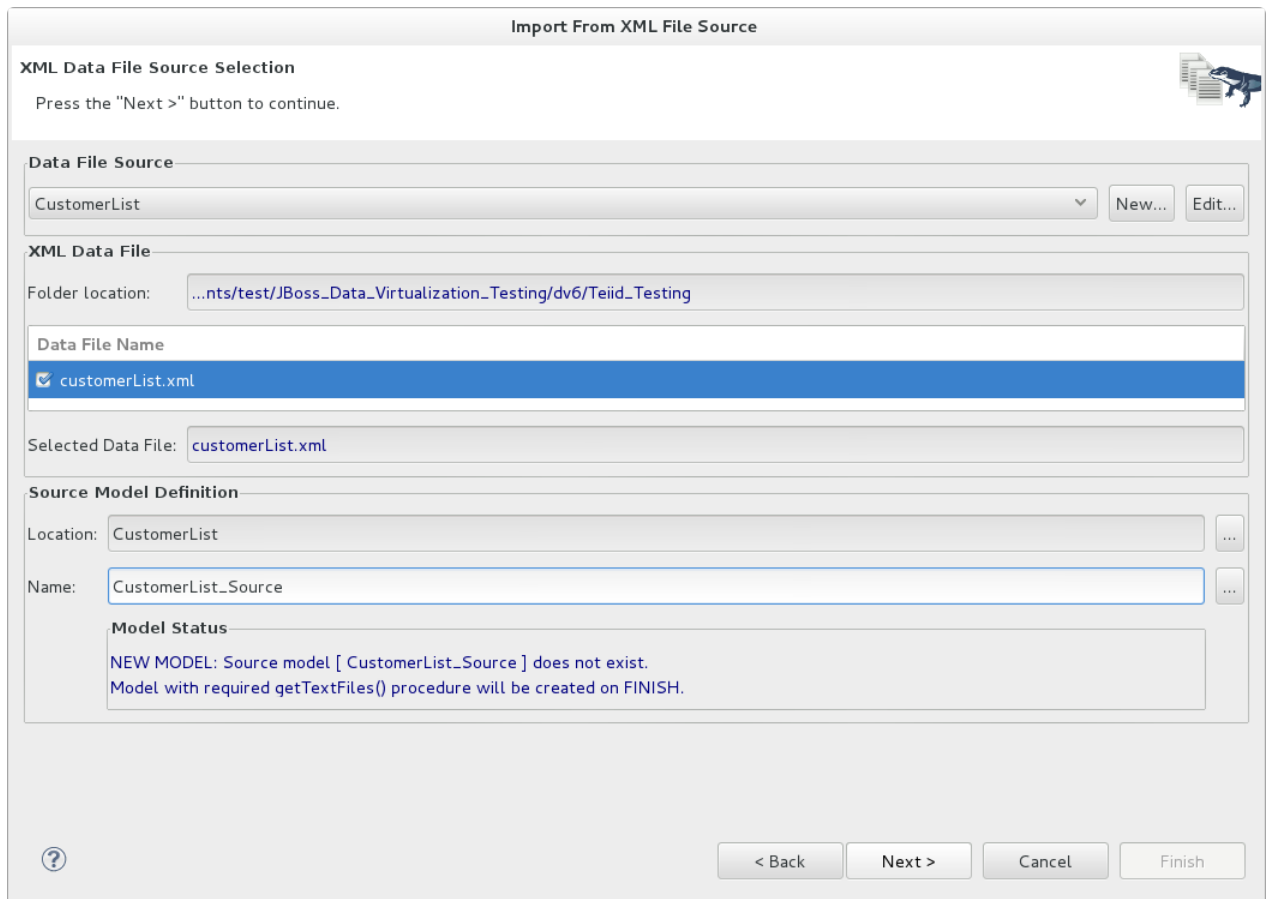 Import From XML File Source
XML Data File Source Selection
Press the "Next >" button to continue.
Data File Source
CustomerList
New...
Edit...
XML Data File
Folder location:
...nts/test/JBoss_Data_Virtualization_Testing/dv6/Teiid_Testing
Data File Name
customerList.xml
Selected Data File:
customerList.xml
Source Model Definition
Location:
CustomerList
...
Name:
CustomerList_Source
...
Model Status
NEW MODEL: Source model [ CustomerList_Source ] does not exist.
Model with required getTextFiles() procedure will be created on FINISH.
?
< Back
Next >
Cancel
Finish